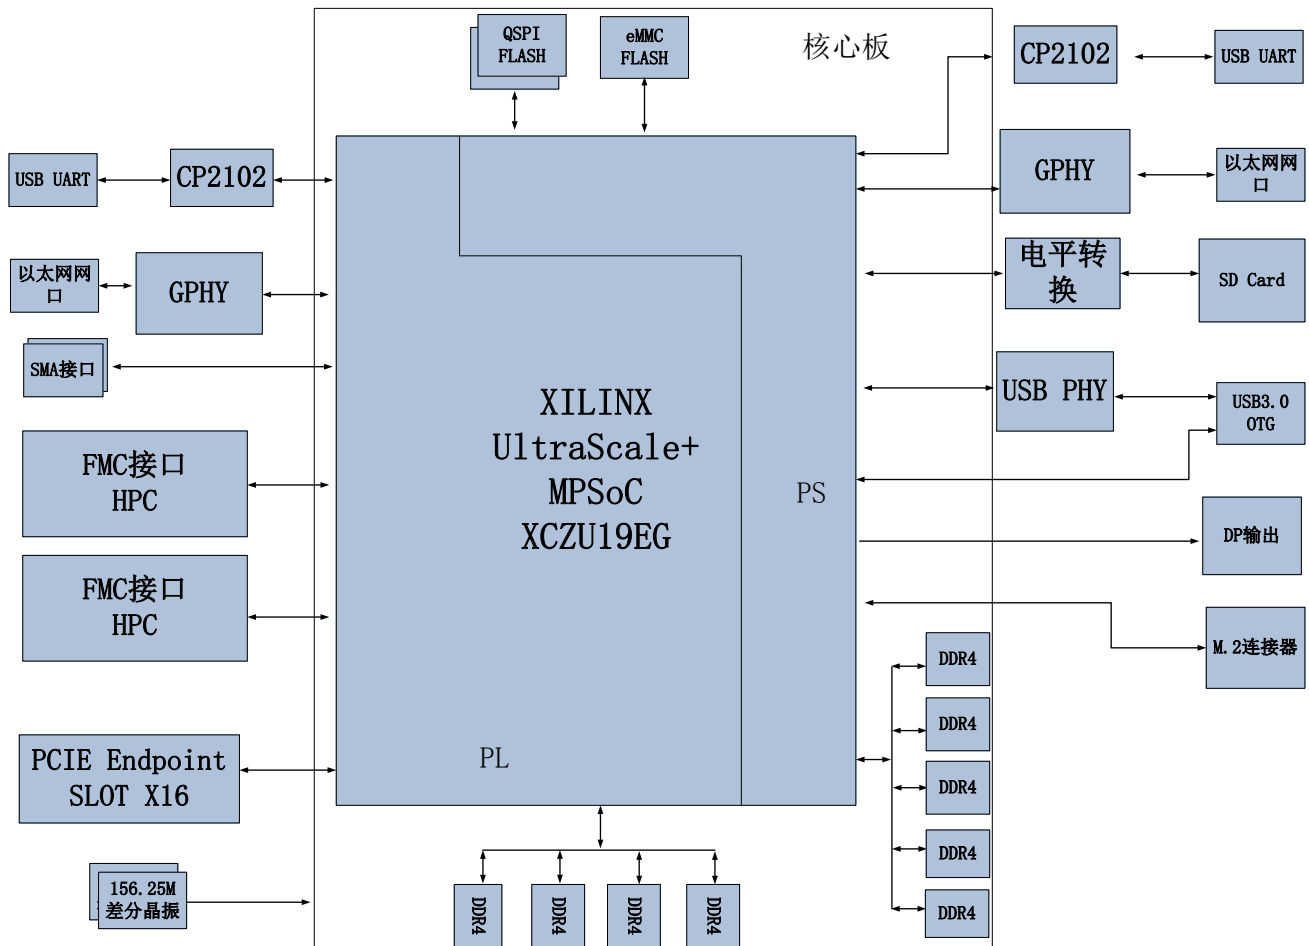 QSPI
FLASH
eMMC
FLASH
核心板
CP2102
USB UART
USB UART
CP2102
GPHY
以太网网
口
以太网网
口
GPHY
电平转
换
SD Card
SMA接口
USB PHY
USB3.0
OTG
XILINX
UltraScale+
MPSoC
XCZU19EG
PS
FMC接口
HPC
DP输出
FMC接口
HPC
M.2连接器
DDR4
DDR4
DDR4
DDR4
DDR4
PL
PCIE Endpoint
SLOT X16
156.25M
差分晶振
DDR4
DDR4
DDR4
DDR4